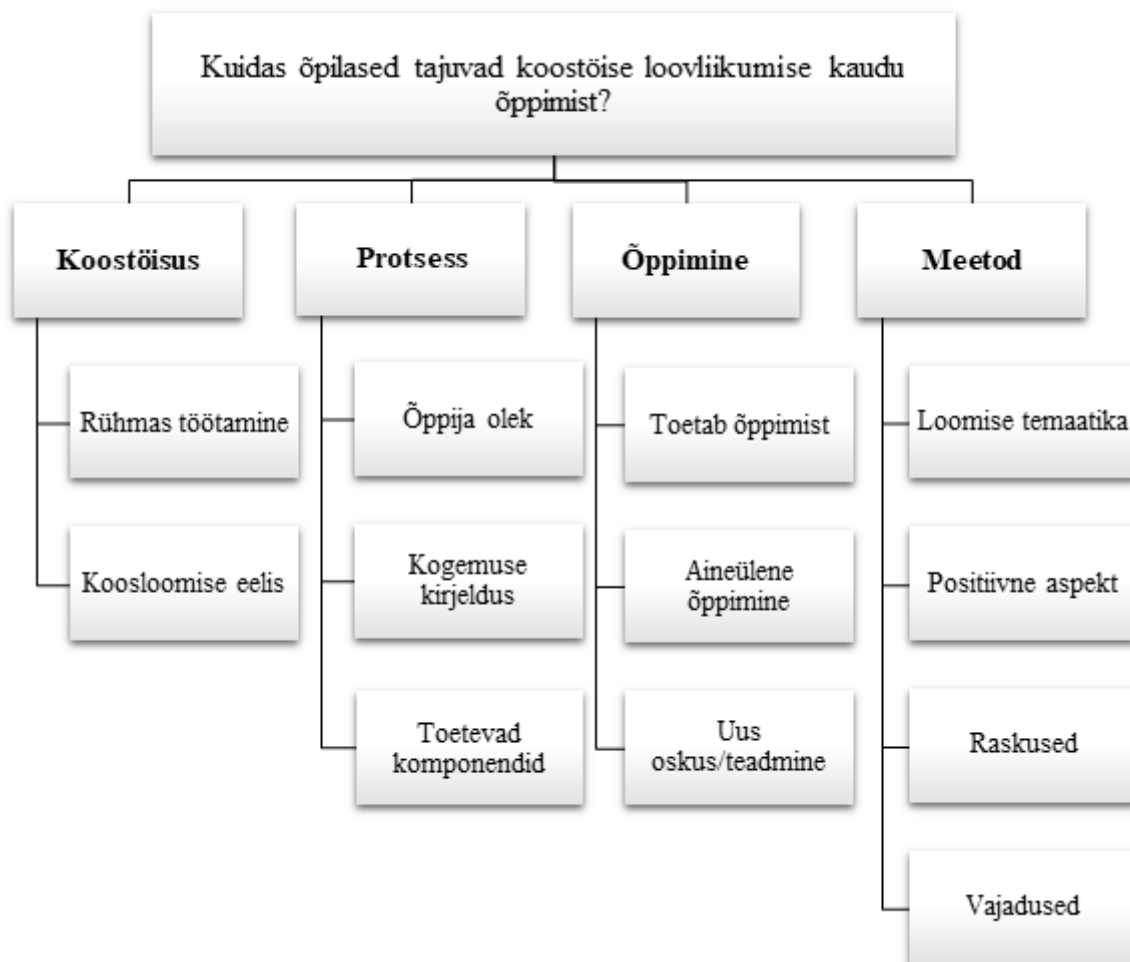 Kuidas õpilased tajuvad koostöise loovliikumise kaudu
õppimist?
Koostöisus
Protsess
Õppimine
Meetod
Rühmas töötamine
Koosloomise eelis
Õppija olek
Kogemuse
kirjeldus
Toetevad
komponendid
Toetab õppimist
Aineülene
õppimine
Uus
oskus/teadmine
Loomise temaatika
Positiivne aspekt
Raskused
Vajadused